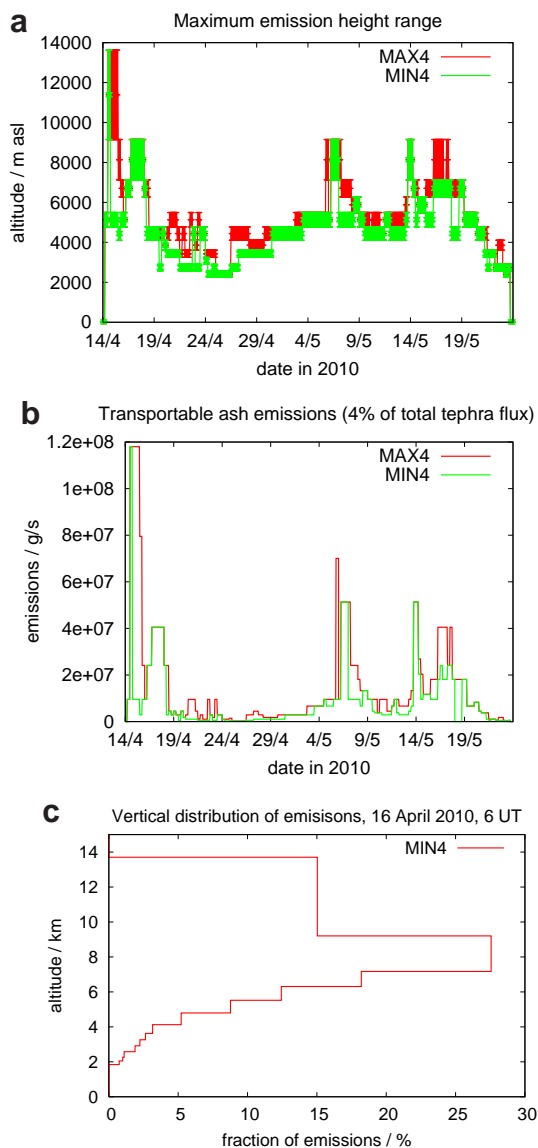 a
Maximum emission height range
MAX4
MIN4
altitude / m asl
14000
12000
10000
8000
6000
4000
2000
0
14/4 19/4 24/4 29/4 4/5 9/5 14/5 19/5
date in 2010
b
Transportable ash emissions (4% of total tephra flux)
MAX4
MIN4
emissions / g/s
1.2e+08
1e+08
8e+07
6e+07
4e+07
2e+07
0
14/4 19/4 24/4 29/4 4/5 9/5 14/5 19/5
date in 2010
c
Vertical distribution of emisisons, 16 April 2010, 6 UT
MIN4
altitude / km
14
12
10
8
6
4
2
0
0 5 10 15 20 25 30
fraction of emissions / %